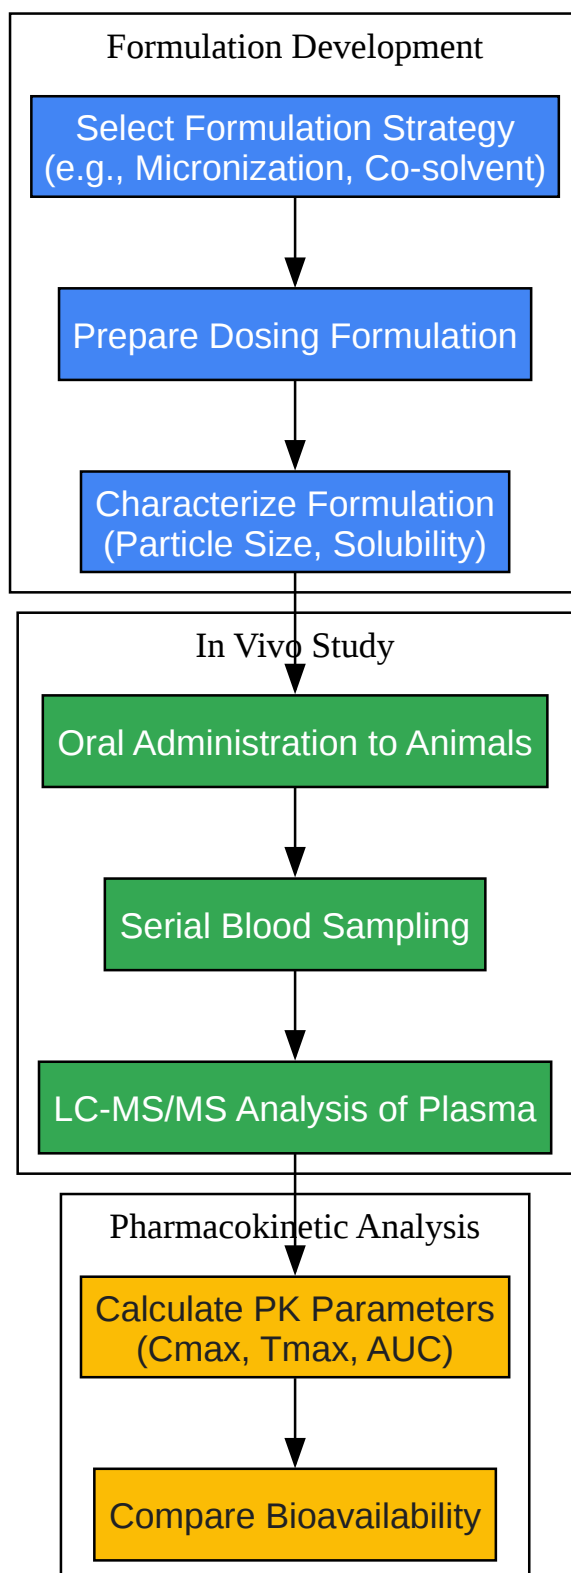 Formulation Development
Select Formulation Strategy
(e.g., Micronization, Co-solvent)
Prepare Dosing Formulation
Characterize Formulation
(Particle Size, Solubility)
In Vivo Study
Oral Administration to Animals
Serial Blood Sampling
LC-MS/MS Analysis of Plasma
Pharmacokinetic Analysis
Calculate PK Parameters
(Cmax, Tmax, AUC)
Compare Bioavailability